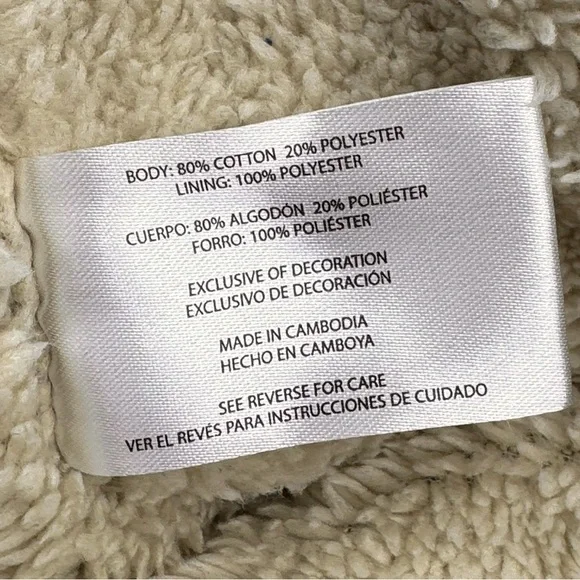 BODY: 80% COTTON 20% POLYESTER
LINING: 100% POLYESTER
CUERPO: 80% ALGODÓN 20% POLIÉSTER
FORRO: 100% POLIÉSTER
EXCLUSIVE OF DECORATION
EXCLUSIVO DE DECORACIÓN
MADE IN CAMBODIA
HECHO EN CAMBOYA
SEE REVERSE FOR CARE
VER EL REVÉS PARA INSTRUCCIONES DE CUIDADO